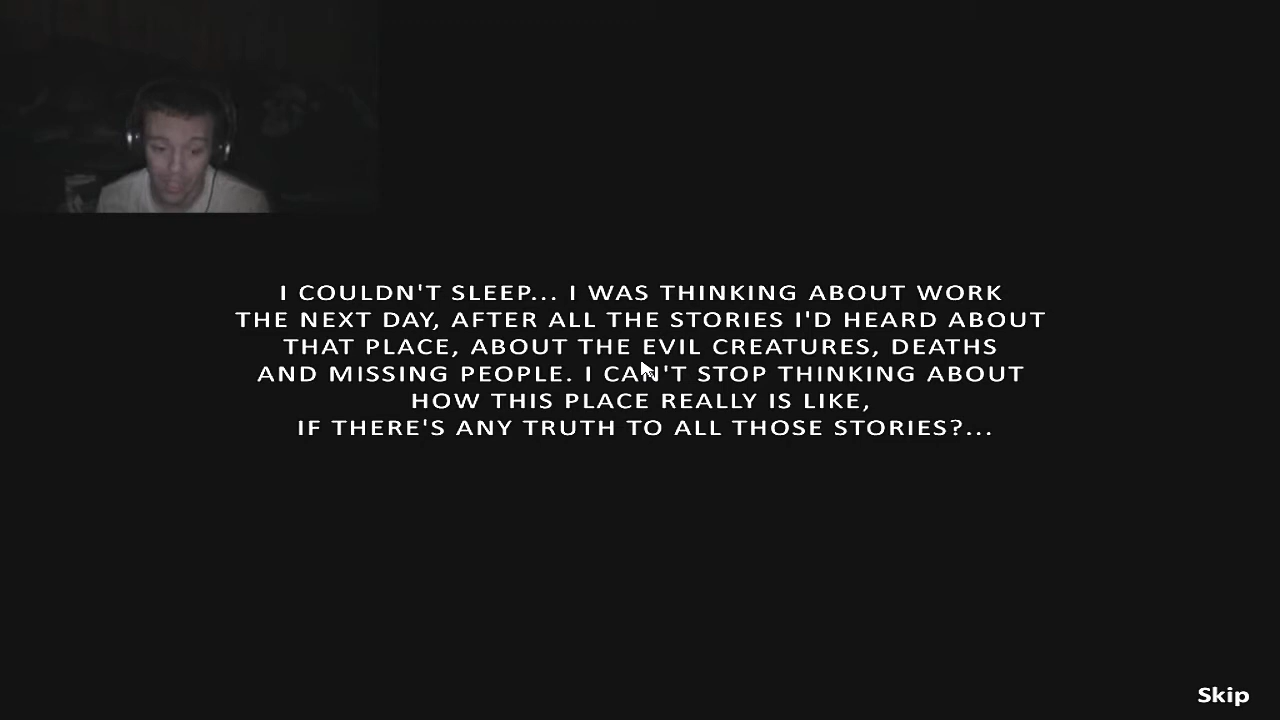 I COULDN'T SLEEP... I WAS THINKING ABOUT WORK
THE NEXT DAY, AFTER ALL THE STORIES I'D HEARD ABOUT
THAT PLACE, ABOUT THE EVIL CREATURES, DEATHS
AND MISSING PEOPLE. I CAN'T STOP THINKING ABOUT
HOW THIS PLACE REALLY IS LIKE,
IF THERE'S ANY TRUTH TO ALL THOSE STORIES?...
Skip